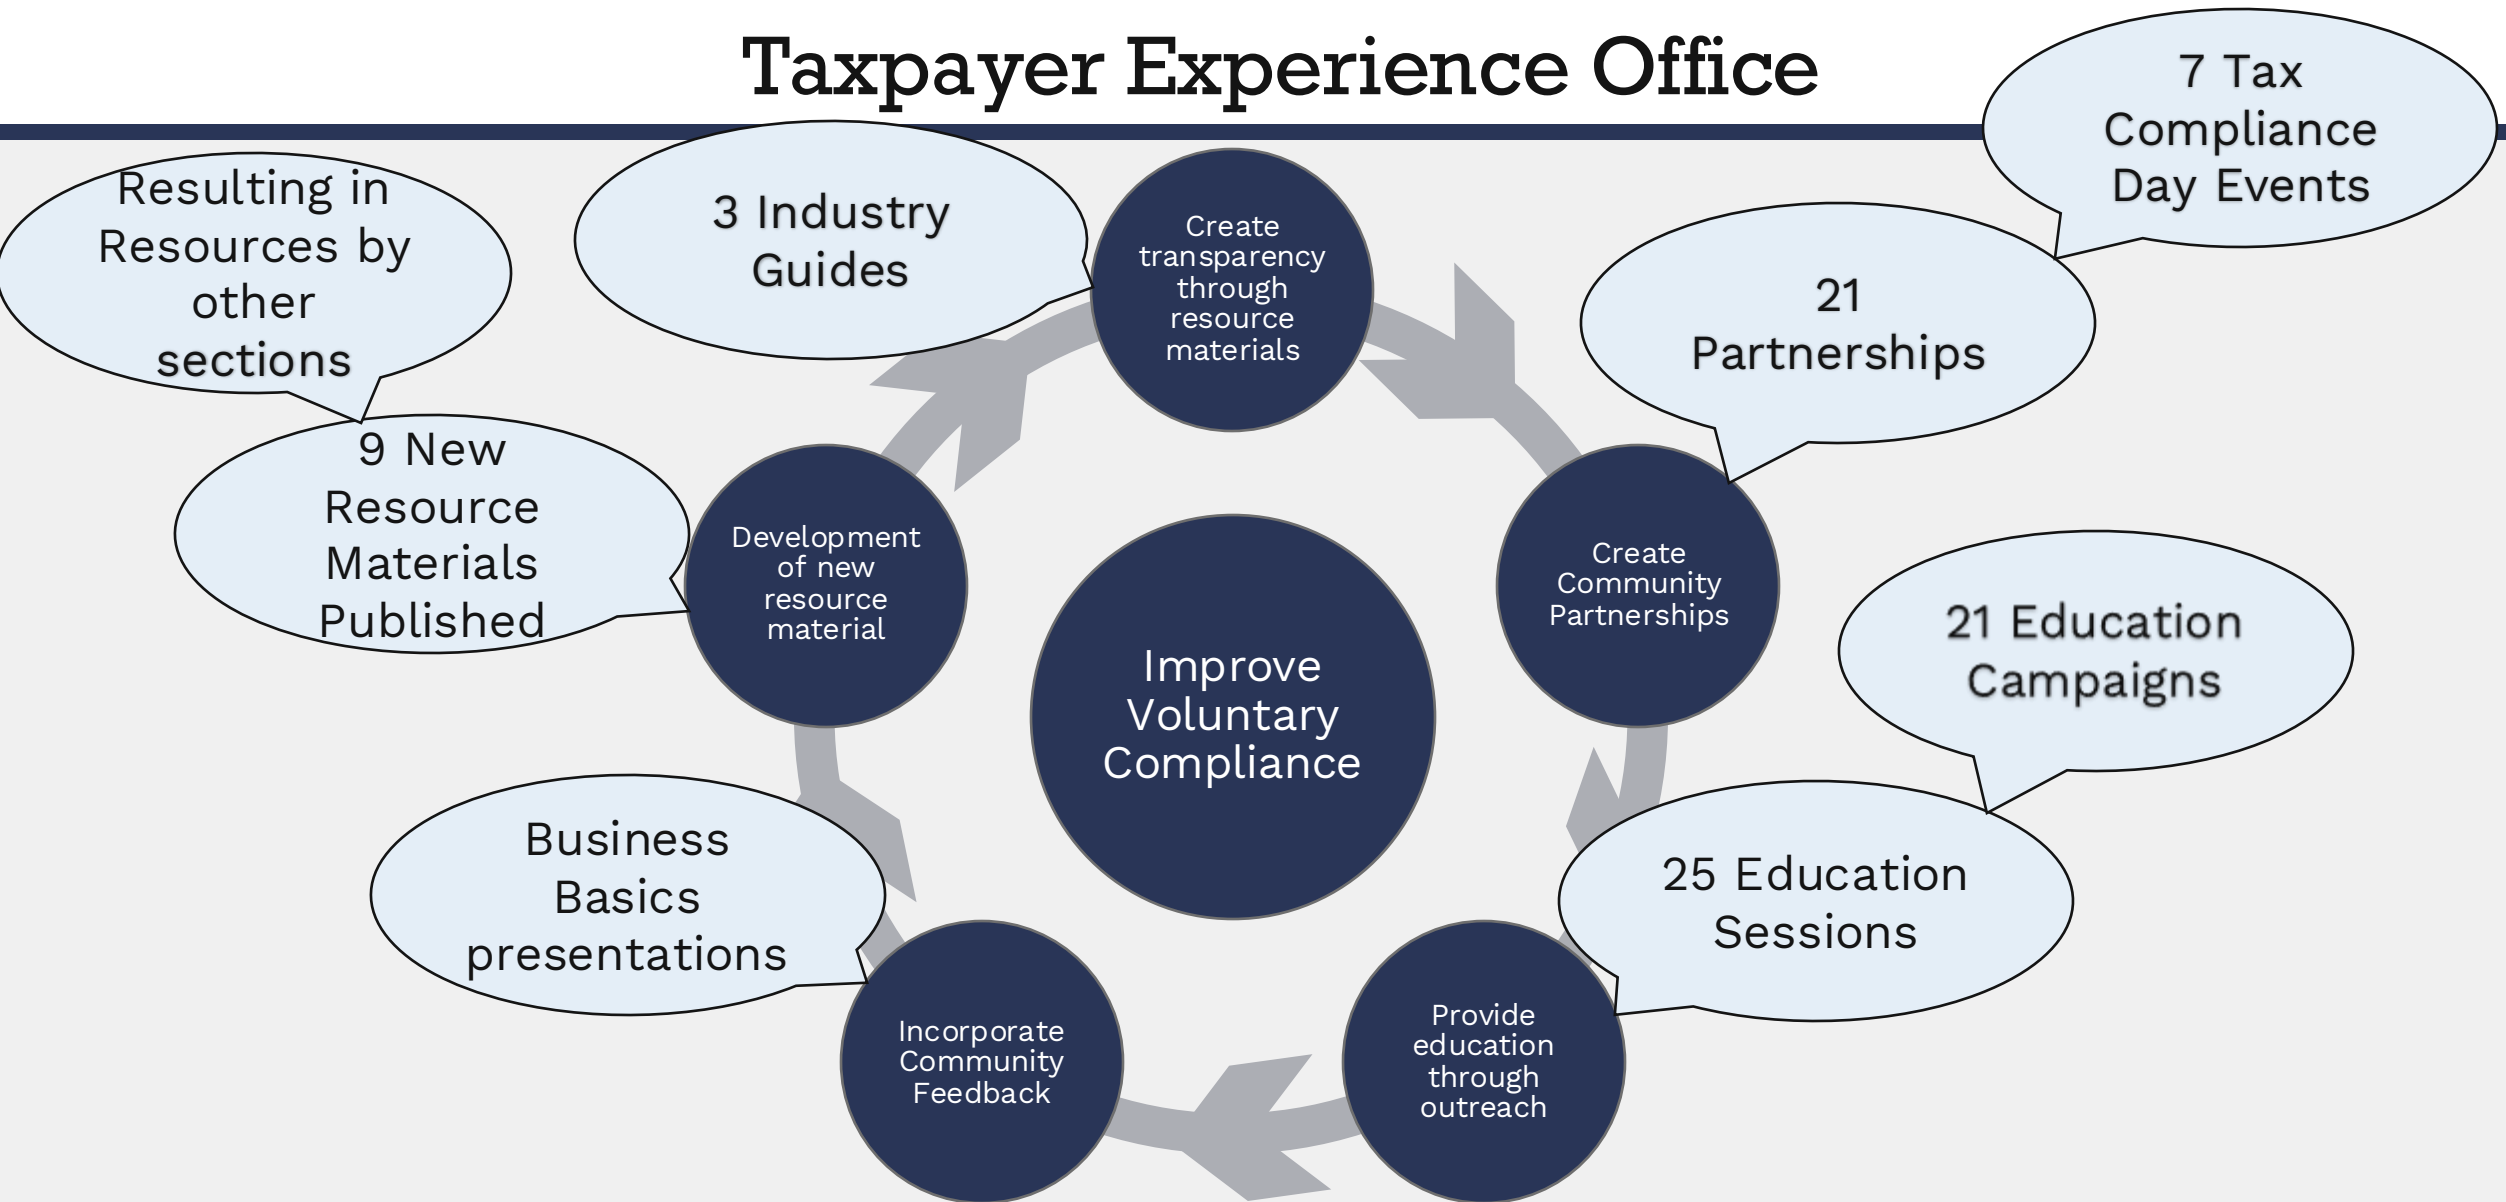 Taxpayer Experience Office
7 Tax
Compliance
Day Events
Resulting in
Resources by
other
sections
3 Industry
Guides
Create
transparency
through
resource
materials
21
Partnerships
9 New
Resource
Materials
Published
Development
of new
resource
material
Create
Community
Partnerships
21 Education
Campaigns
Improve
Voluntary
Compliance
Business
Basics
presentations
25 Education
Sessions
Incorporate
Community
Feedback
Provide
education
through
outreach